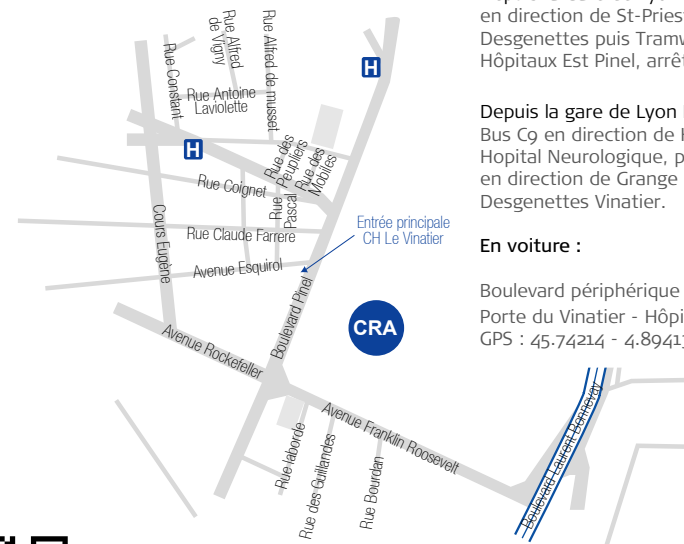 en direction de St-Priest
Desgenettes puis Tramw
Hôpitaux Est Pinel, arrêt
Depuis la gare de Lyon
Bus C9 en direction de H
Hopital Neurologique, p
en direction de Grange
Desgenettes Vinatier.
En voiture :
Boulevard périphérique
Porte du Vinatier - Hôpi
GPS : 45.74214 - 4.8941
Rue Constant
Rue Alfred
de Vigny
Rue Alfred de musset
H
Rue Antoine
Laviolette
H
Rue des
Peupliers
Rue des
Mobiles
Rue Coignet
Rue
Pascal
Cours Eugène
Rue Claude Farrere
Entrée principale
CH Le Vinatier
Avenue Esquirol
Boulevard Pinel
CRA
Avenue Rockefeller
Avenue Franklin Roosevelt
Rue laborde
Rue des Guillandes
Rue Bourdan
Boulevard Laurent Bonnevay